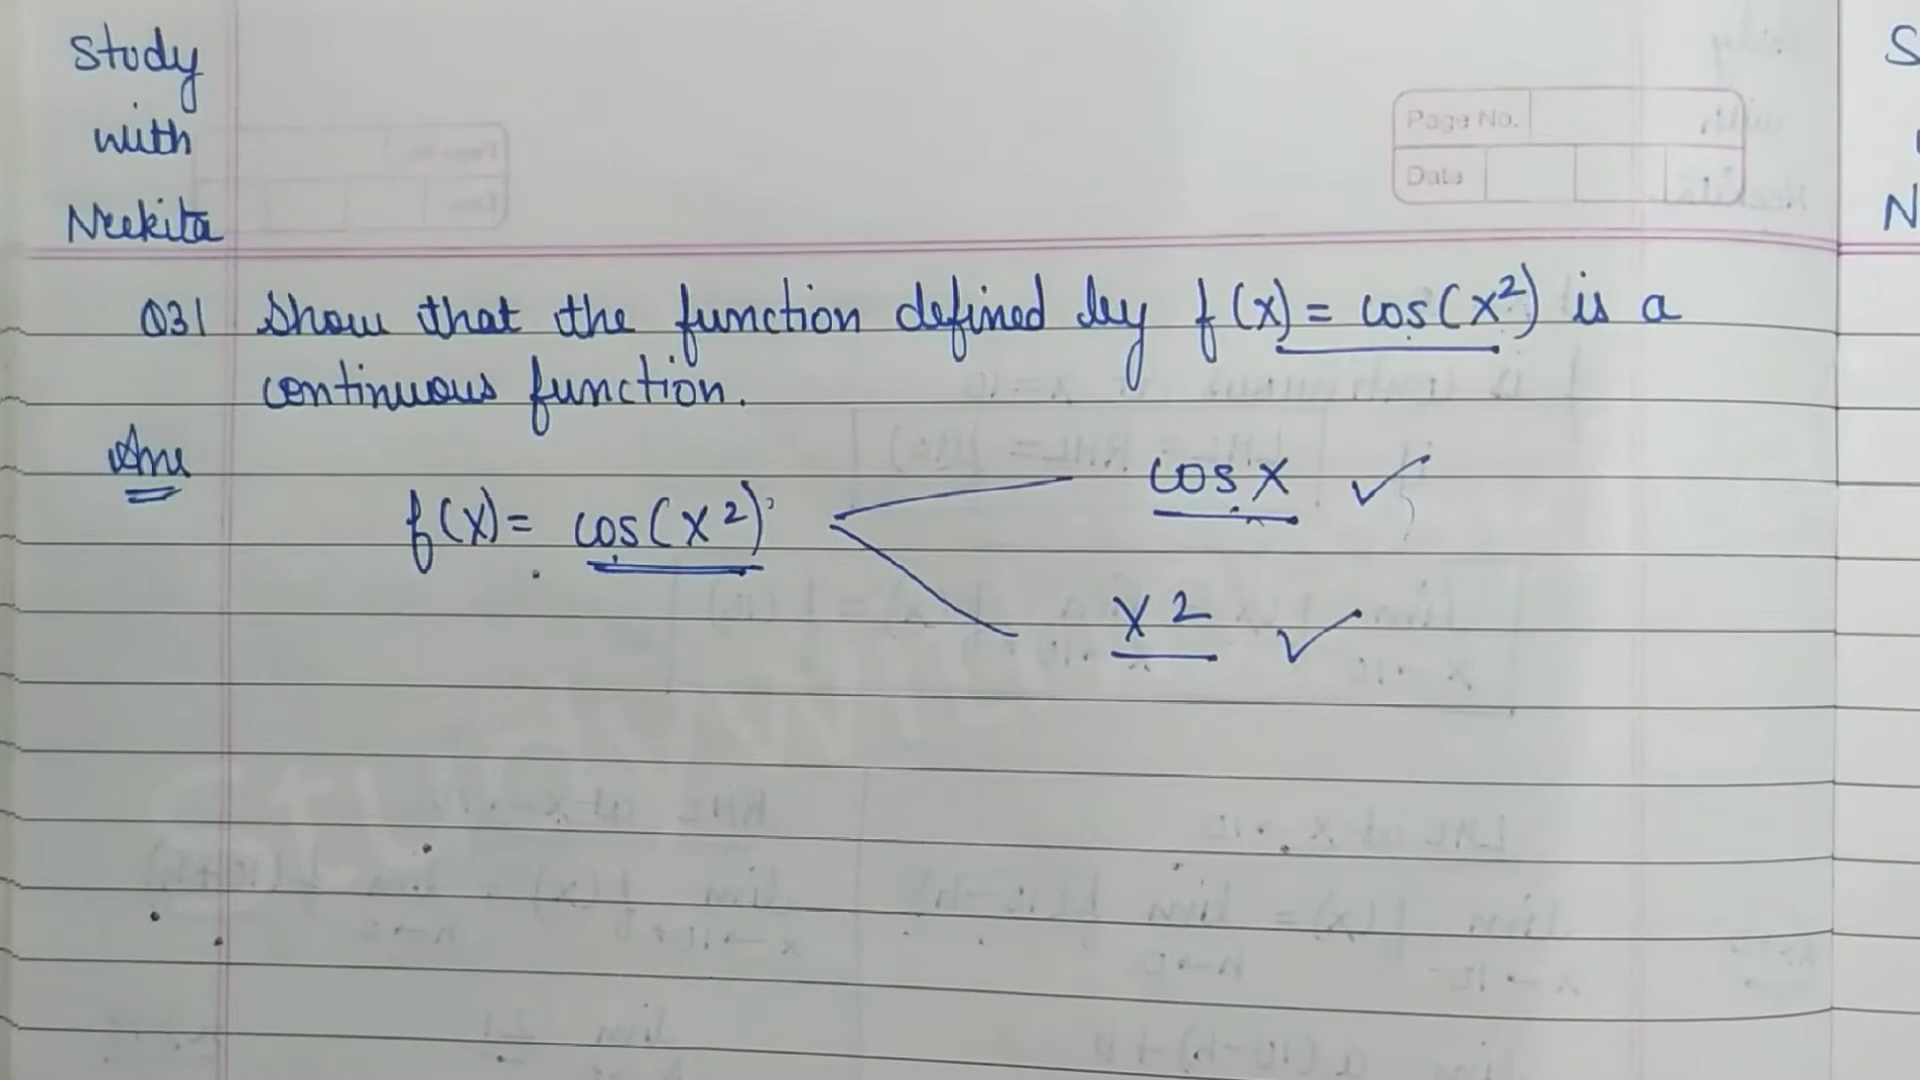 Study
with
Neekita
Page No.
Date
Q31 Show that the function defined by f(x) = cos(x²) is a
continuous function.
Ans
f(x) = cos(x²)
cos x ✓
x² ✓
S
N